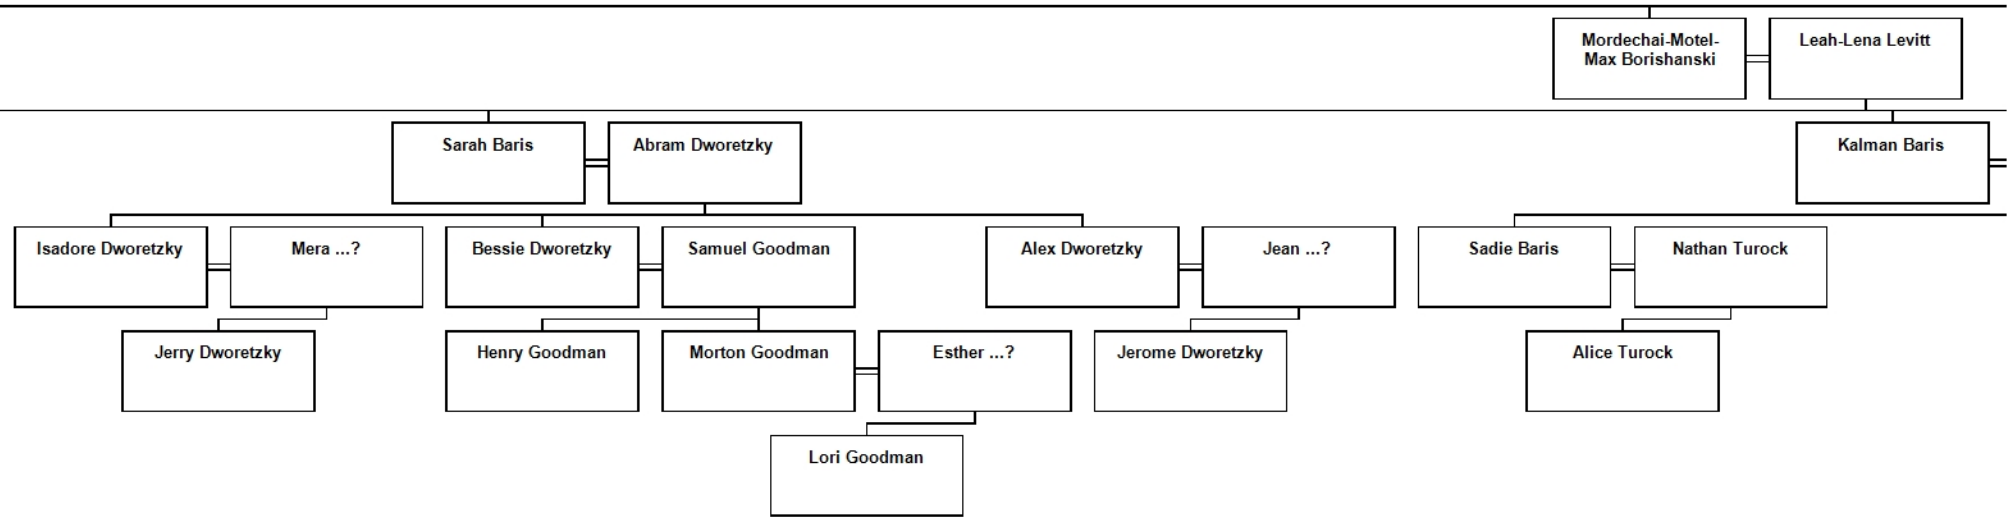 Mordechai-Motel-
Max Borishanski
Leah-Lena Levitt
Sarah Baris
Abram Dworetzky
Kalman Baris
Isadore Dworetzky
Mera ...?
Bessie Dworetzky
Samuel Goodman
Alex Dworetzky
Jean ...?
Sadie Baris
Nathan Turock
Jerry Dworetzky
Henry Goodman
Morton Goodman
Esther ...?
Jerome Dworetzky
Alice Turock
Lori Goodman